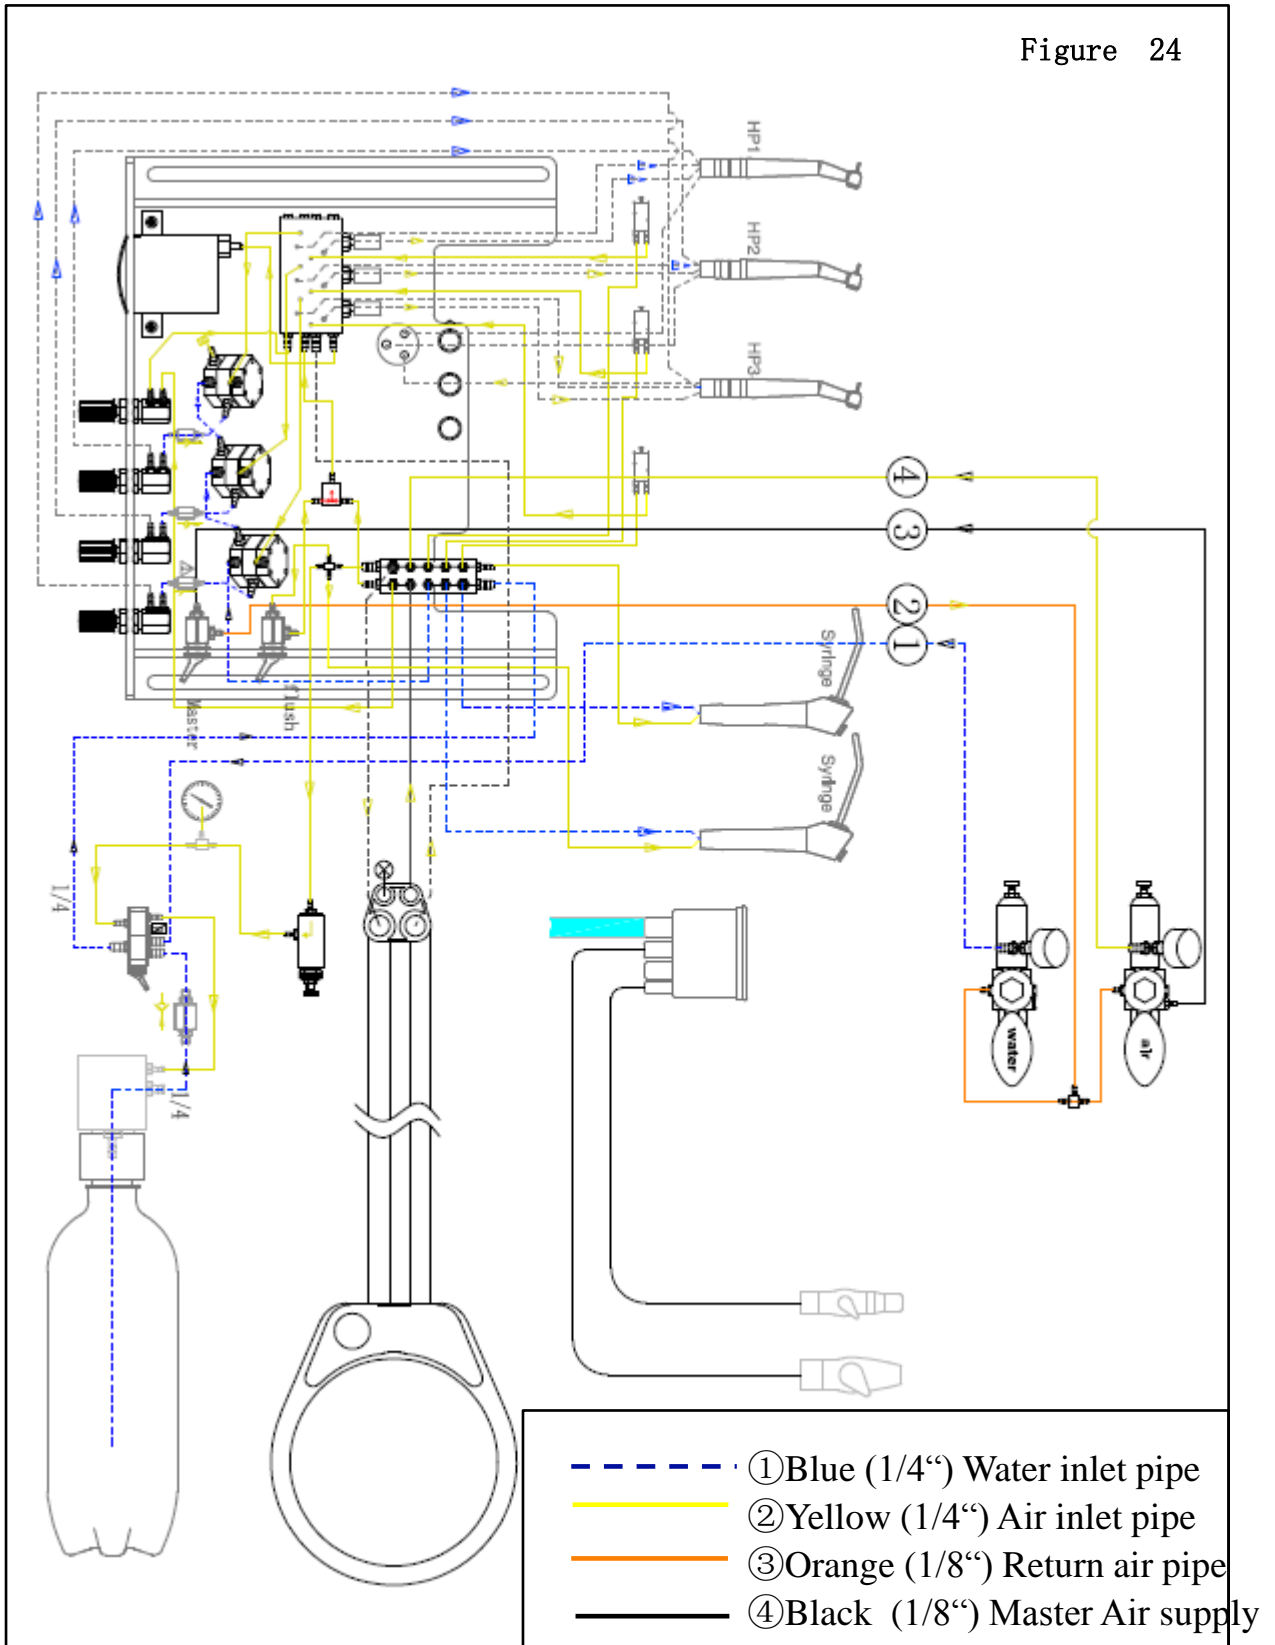 Figure 24
HP1
HP2
HP3
④
③
②
①
Syringe
Syringe
Master
flush
1/4
1/4
water
air
①Blue (1/4“) Water inlet pipe
②Yellow (1/4“) Air inlet pipe
③Orange (1/8“) Return air pipe
④Black (1/8“) Master Air supply